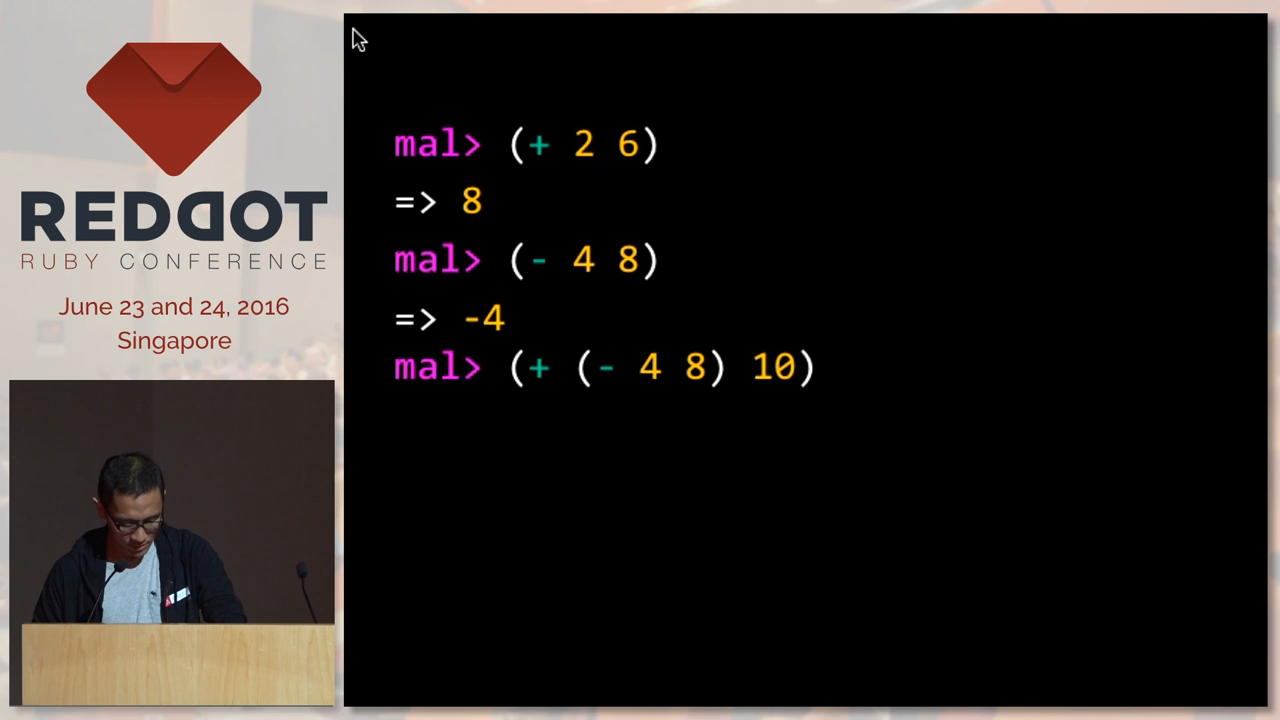 REDDOT
RUBY CONFERENCE
June 23 and 24, 2016
Singapore
mal> (+ 2 6)
=> 8
mal> (- 4 8)
=> -4
mal> (+ (- 4 8) 10)